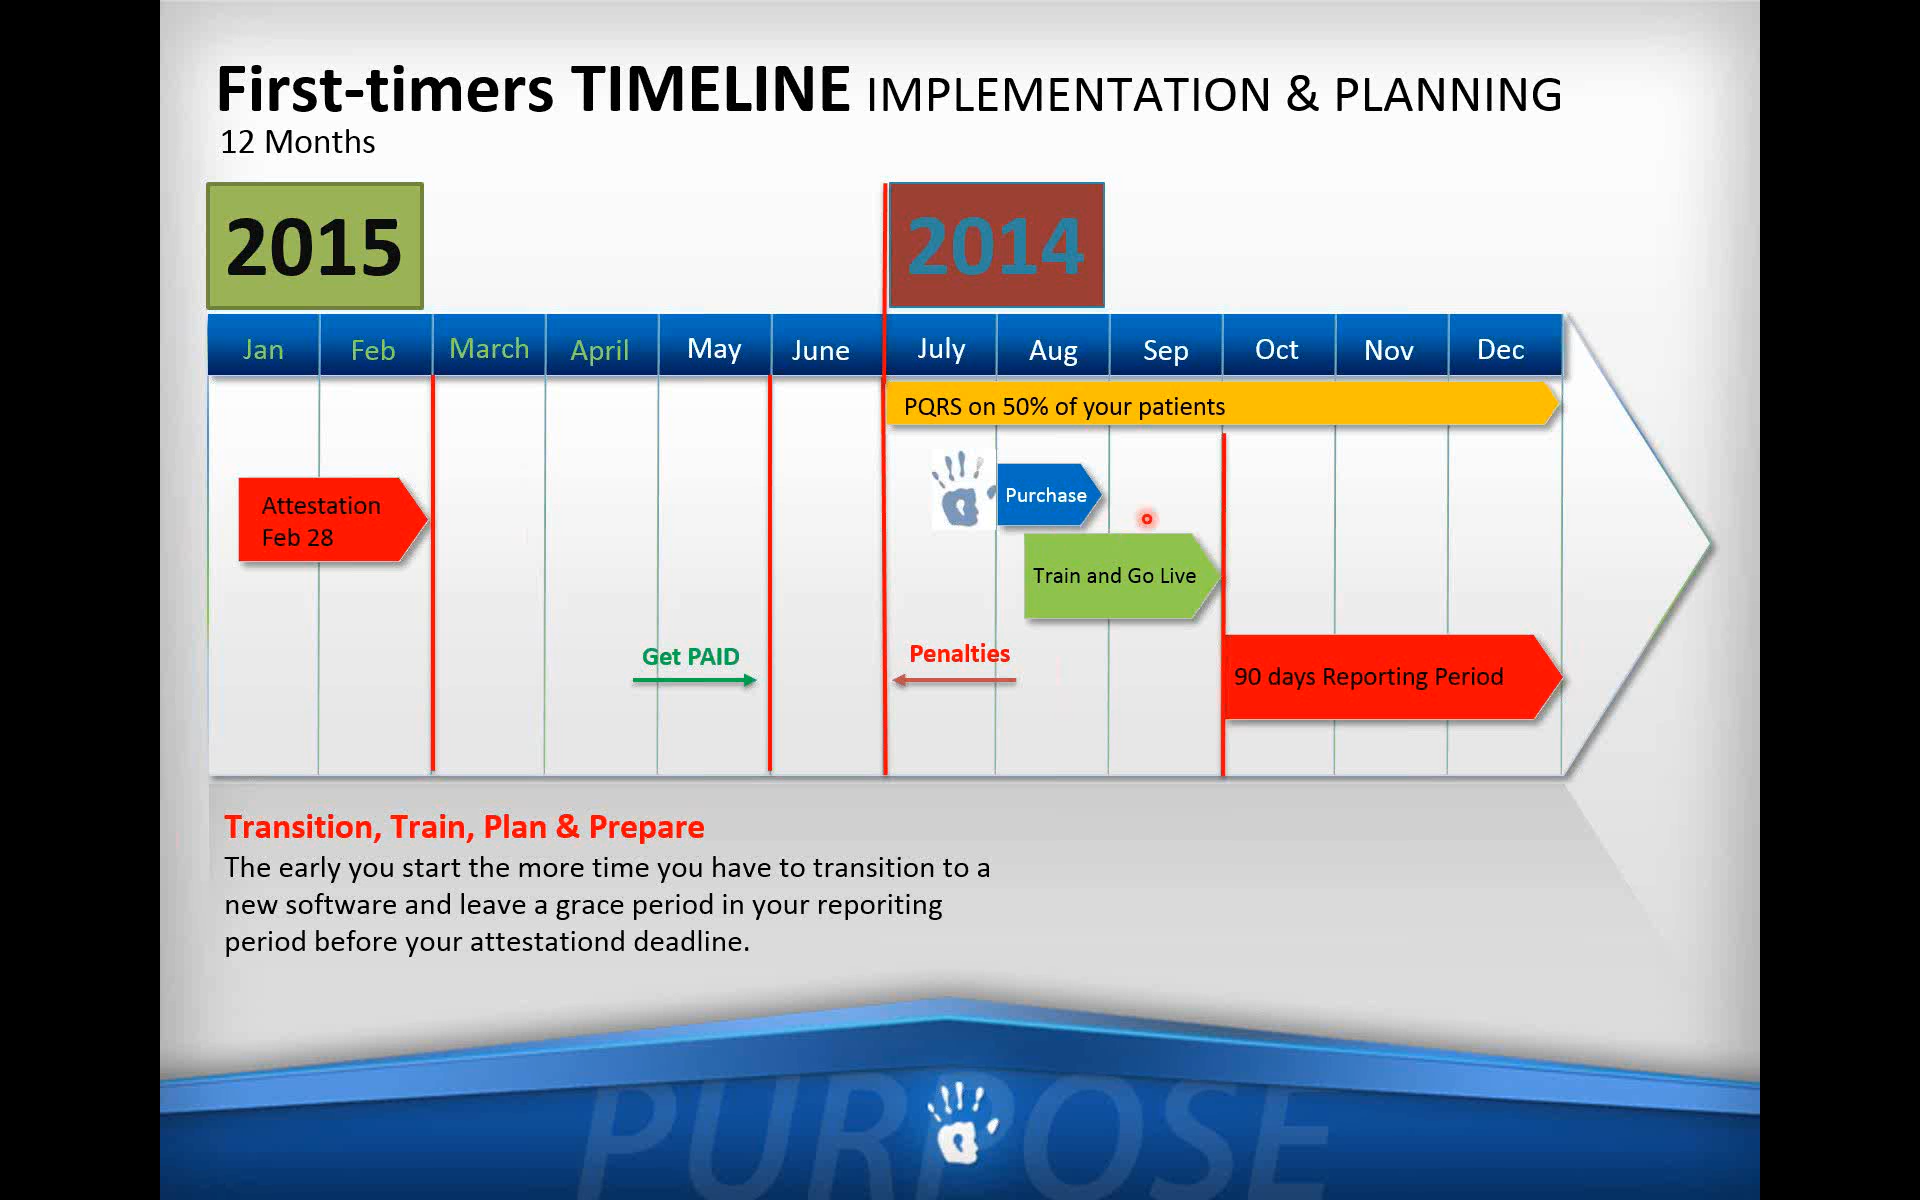 First-timers TIMELINE IMPLEMENTATION & PLANNING
12 Months
2015
2014
Jan Feb March April May June July Aug Sep Oct Nov Dec
PQRS on 50% of your patients
Attestation
Feb 28
Purchase
Train and Go Live
Get PAID
Penalties
90 days Reporting Period
Transition, Train, Plan & Prepare
The early you start the more time you have to transition to a
new software and leave a grace period in your reporting
period before your attestationd deadline.
PURPOSE